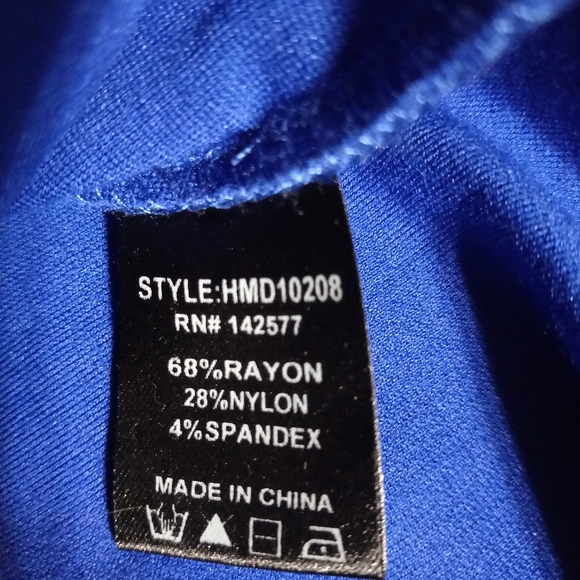 STYLE:HMD10208
RN# 142577
68%RAYON
28%NYLON
4%SPANDEX
MADE IN CHINA